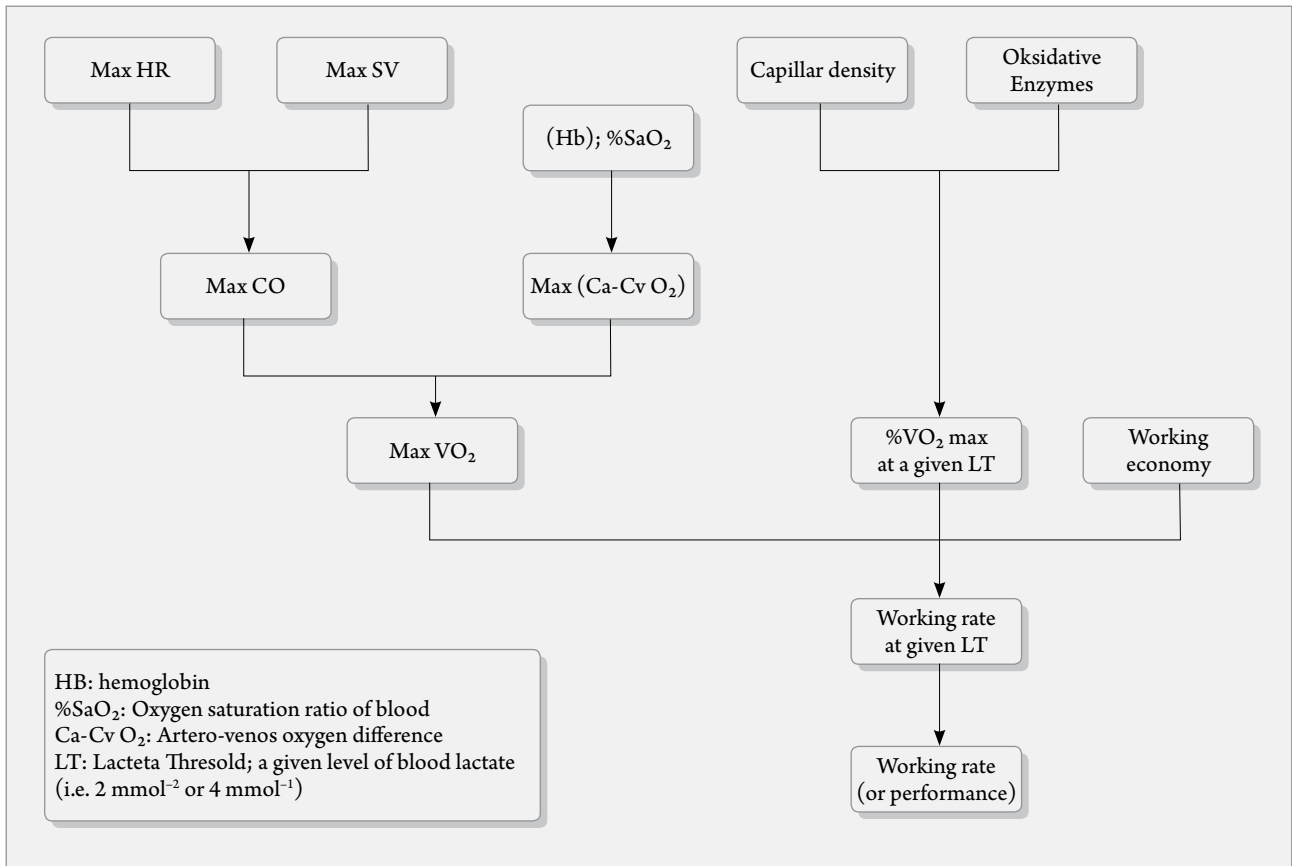 Max HR
Max SV
Capillar density
Oksidative
Enzymes
(Hb); %SaO₂
Max CO
Max (Ca-Cv O₂)
Max VO₂
%VO₂ max
at a given LT
Working
economy
Working rate
at given LT
HB: hemoglobin
%SaO₂: Oxygen saturation ratio of blood
Ca-Cv O₂: Artero-venos oxygen difference
LT: Lacteta Thresold; a given level of blood lactate
(i.e. 2 mmol⁻² or 4 mmol⁻¹)
Working rate
(or performance)